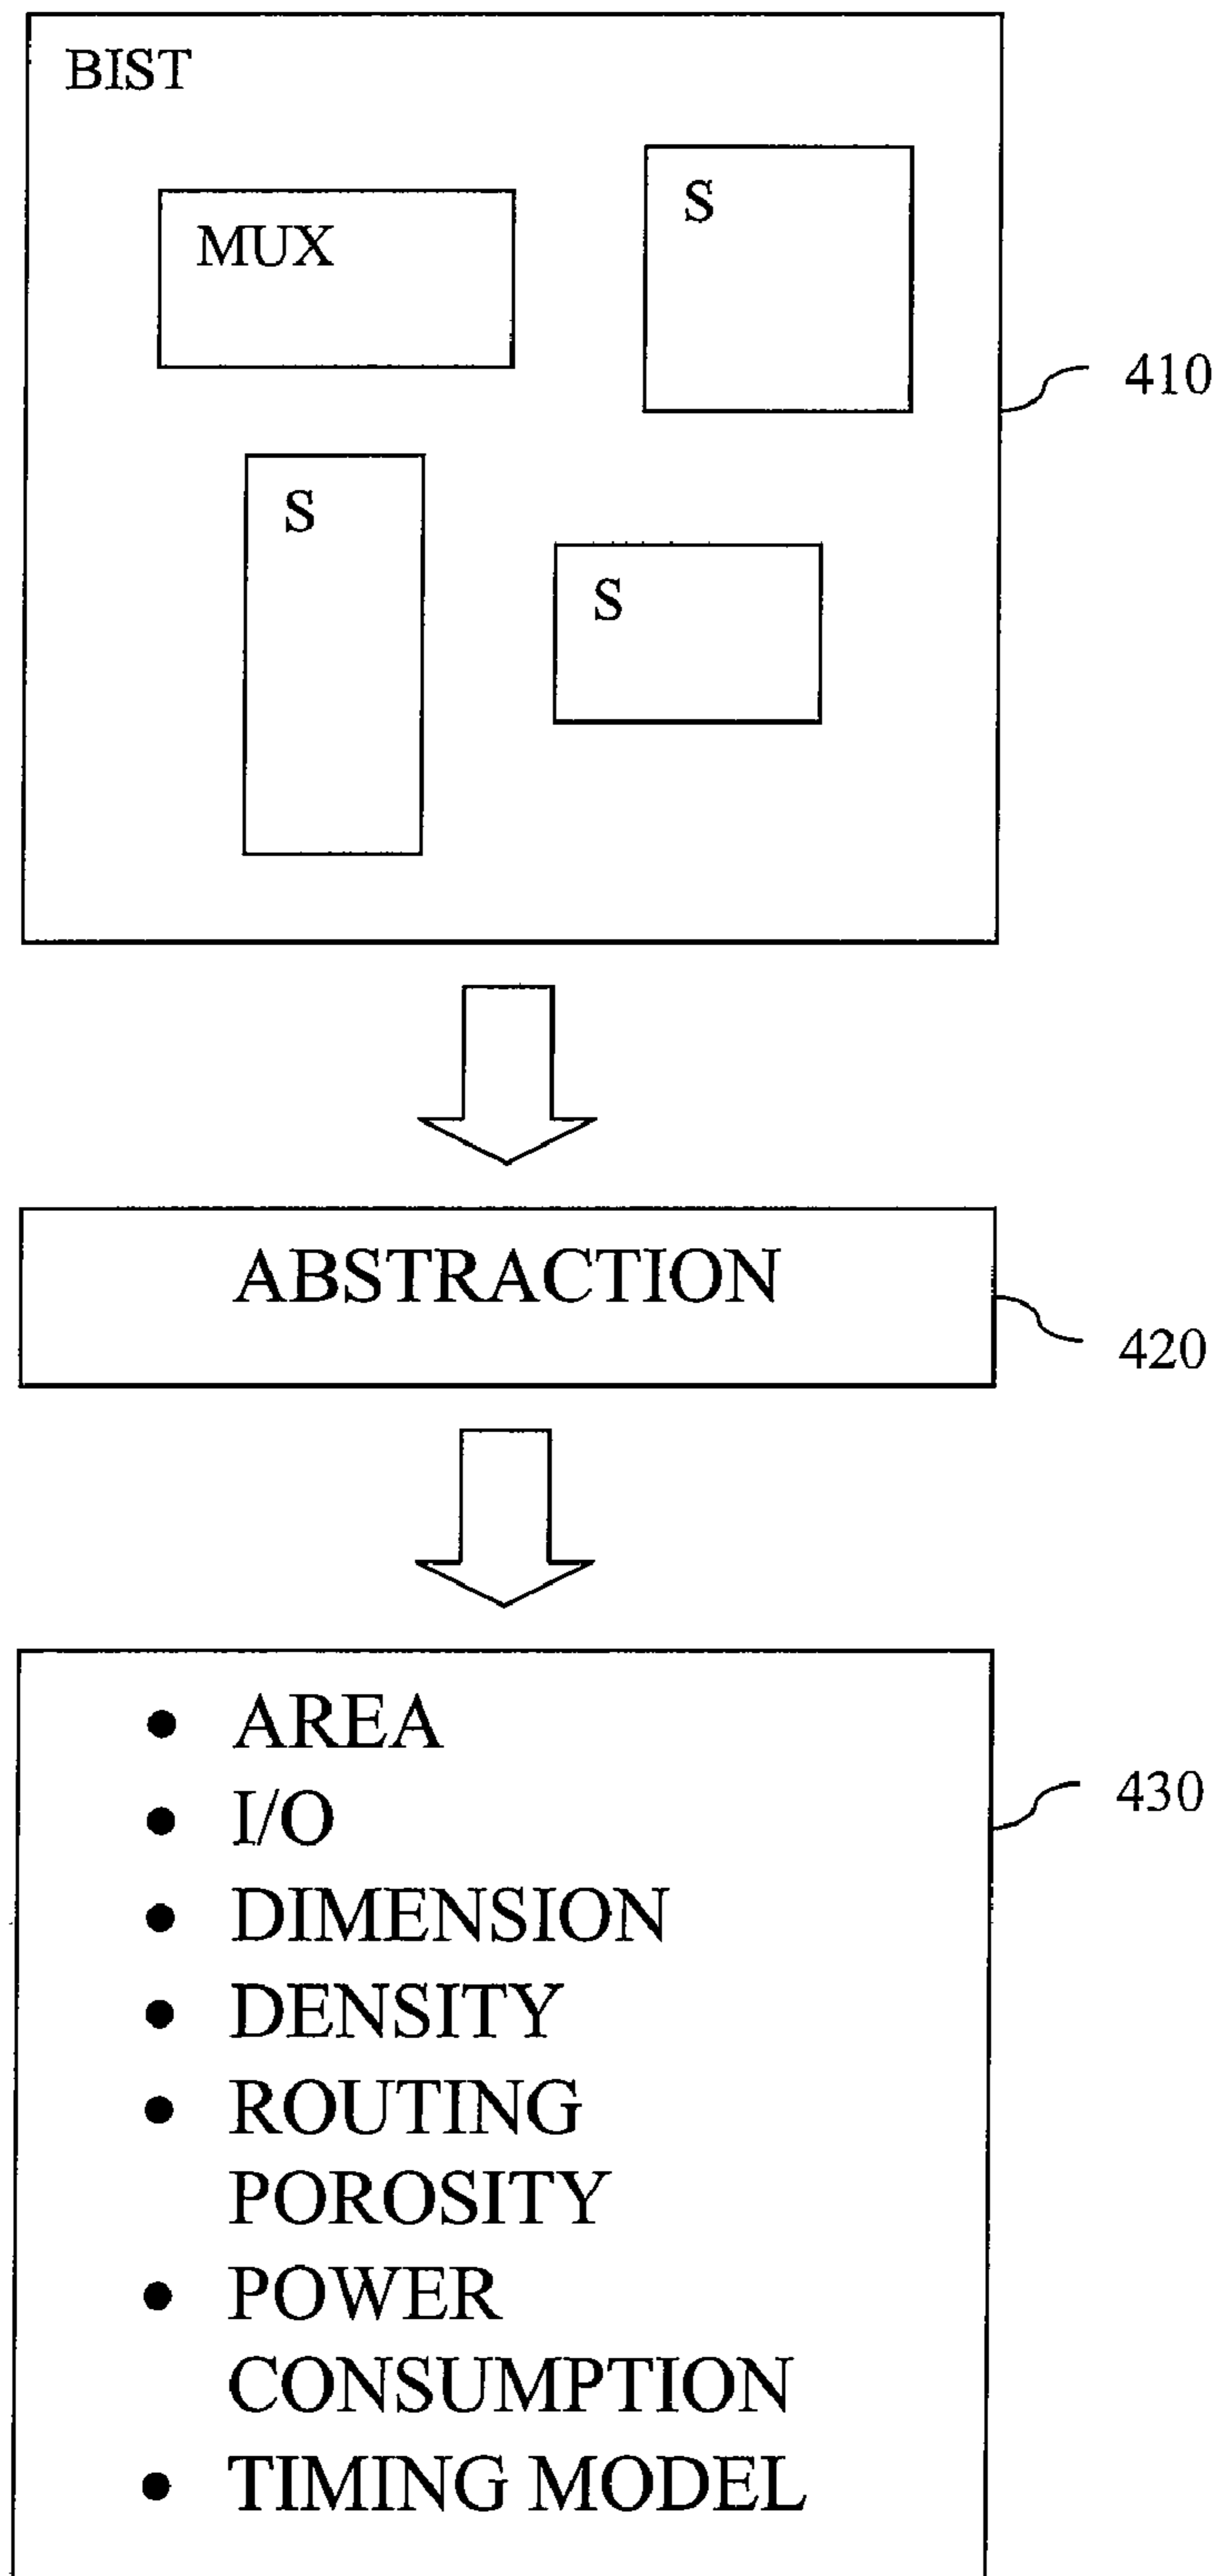 BIST
MUX
S
410
S
S
ABSTRACTION
420
• AREA
430
• I/O
• DIMENSION
• DENSITY
• ROUTING
POROSITY
• POWER
CONSUMPTION
• TIMING MODEL